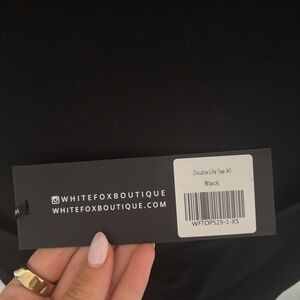 WHITEFOXBOUTIQUE
WHITEFOXBOUTIQUE.COM
Double Life Tee-XS
Black
WFTOP529-1-XS